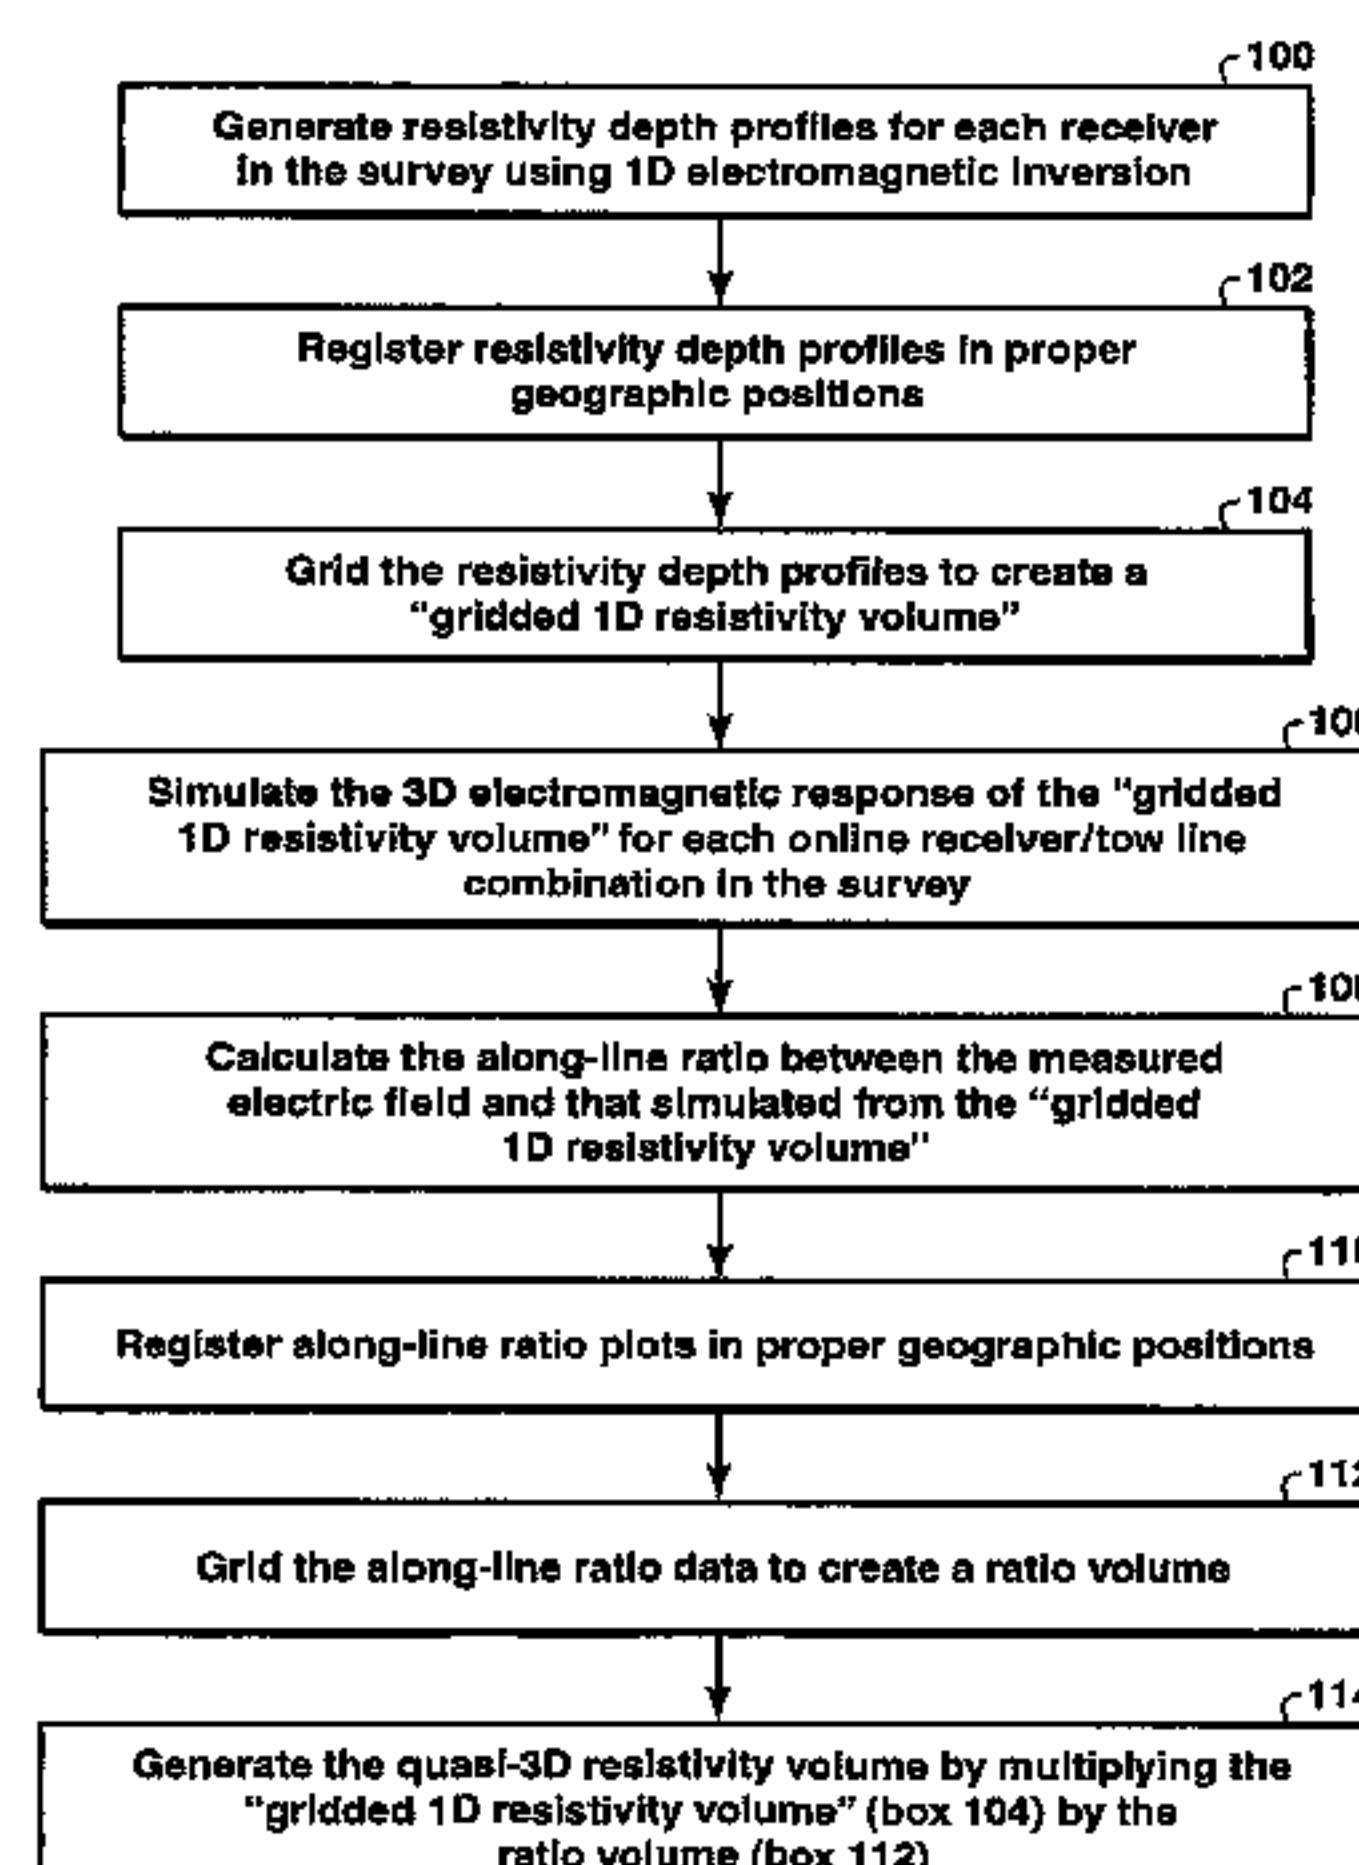 100
Generate resistivity depth profiles for each receiver
in the survey using 1D electromagnetic inversion
102
Register resistivity depth profiles in proper
geographic positions
104
Grid the resistivity depth profiles to create a
“gridded 1D resistivity volume”
Simulate the 3D electromagnetic response of the “gridded
1D resistivity volume” for each online receiver/tow line
combination in the survey
Calculate the along-line ratio between the measured
electric field and that simulated from the “gridded
1D resistivity volume”
Register along-line ratio plots in proper geographic positions
112
Grid the along-line ratio data to create a ratio volume
114
Generate the quasi-3D resistivity volume by multiplying the
“gridded 1D resistivity volume” (box 104) by the
ratio volume (box 112)